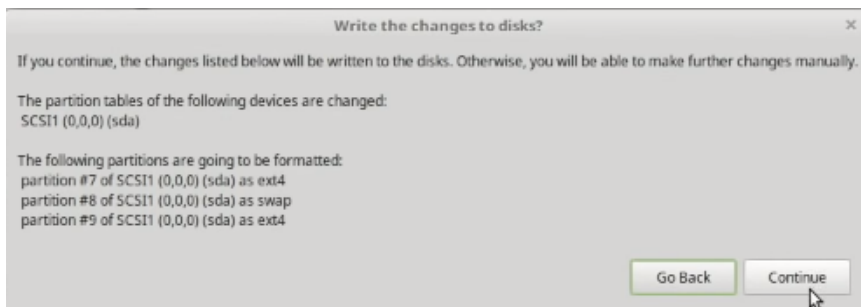 Write the changes to disks?
If you continue, the changes listed below will be written to the disks. Otherwise, you will be able to make further changes manually.
The partition tables of the following devices are changed:
SCSI1 (0,0,0) (sda)
The following partitions are going to be formatted:
partition #7 of SCSI1 (0,0,0) (sda) as ext4
partition #8 of SCSI1 (0,0,0) (sda) as swap
partition #9 of SCSI1 (0,0,0) (sda) as ext4
Go Back Continue